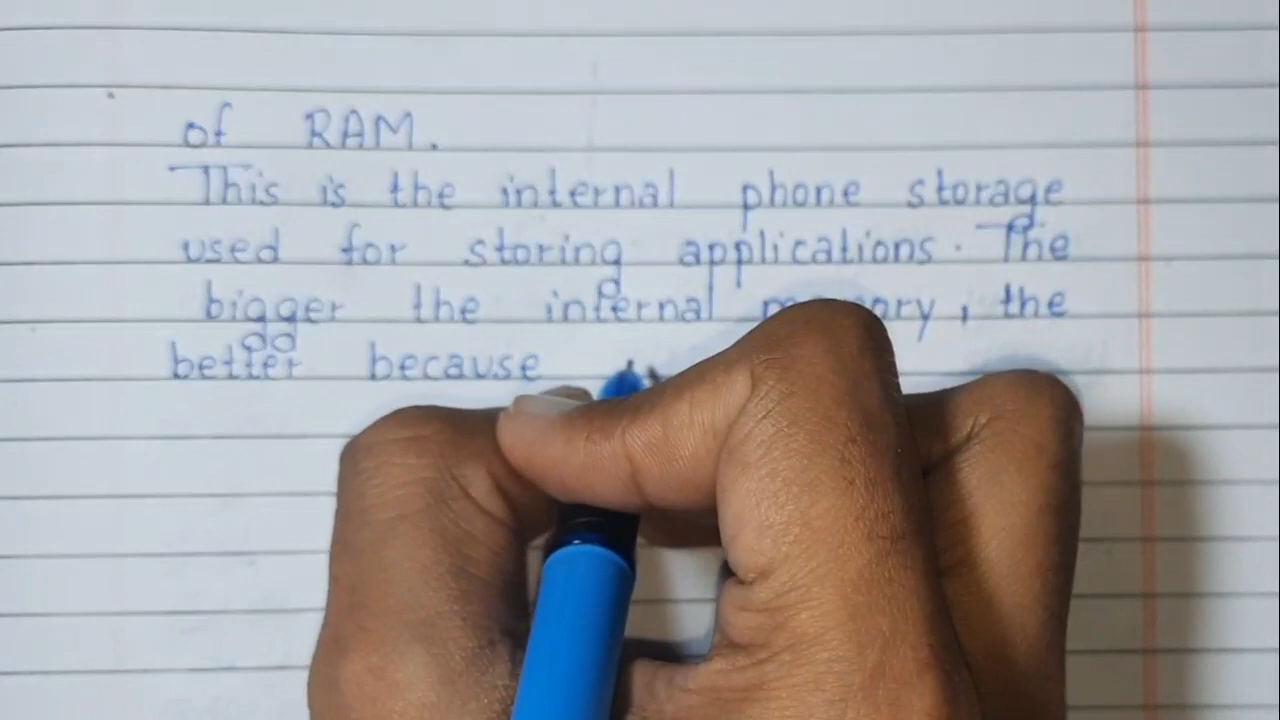 of RAM.
This is the internal phone storage
used for storing applications. The
bigger the internal memory, the
better because